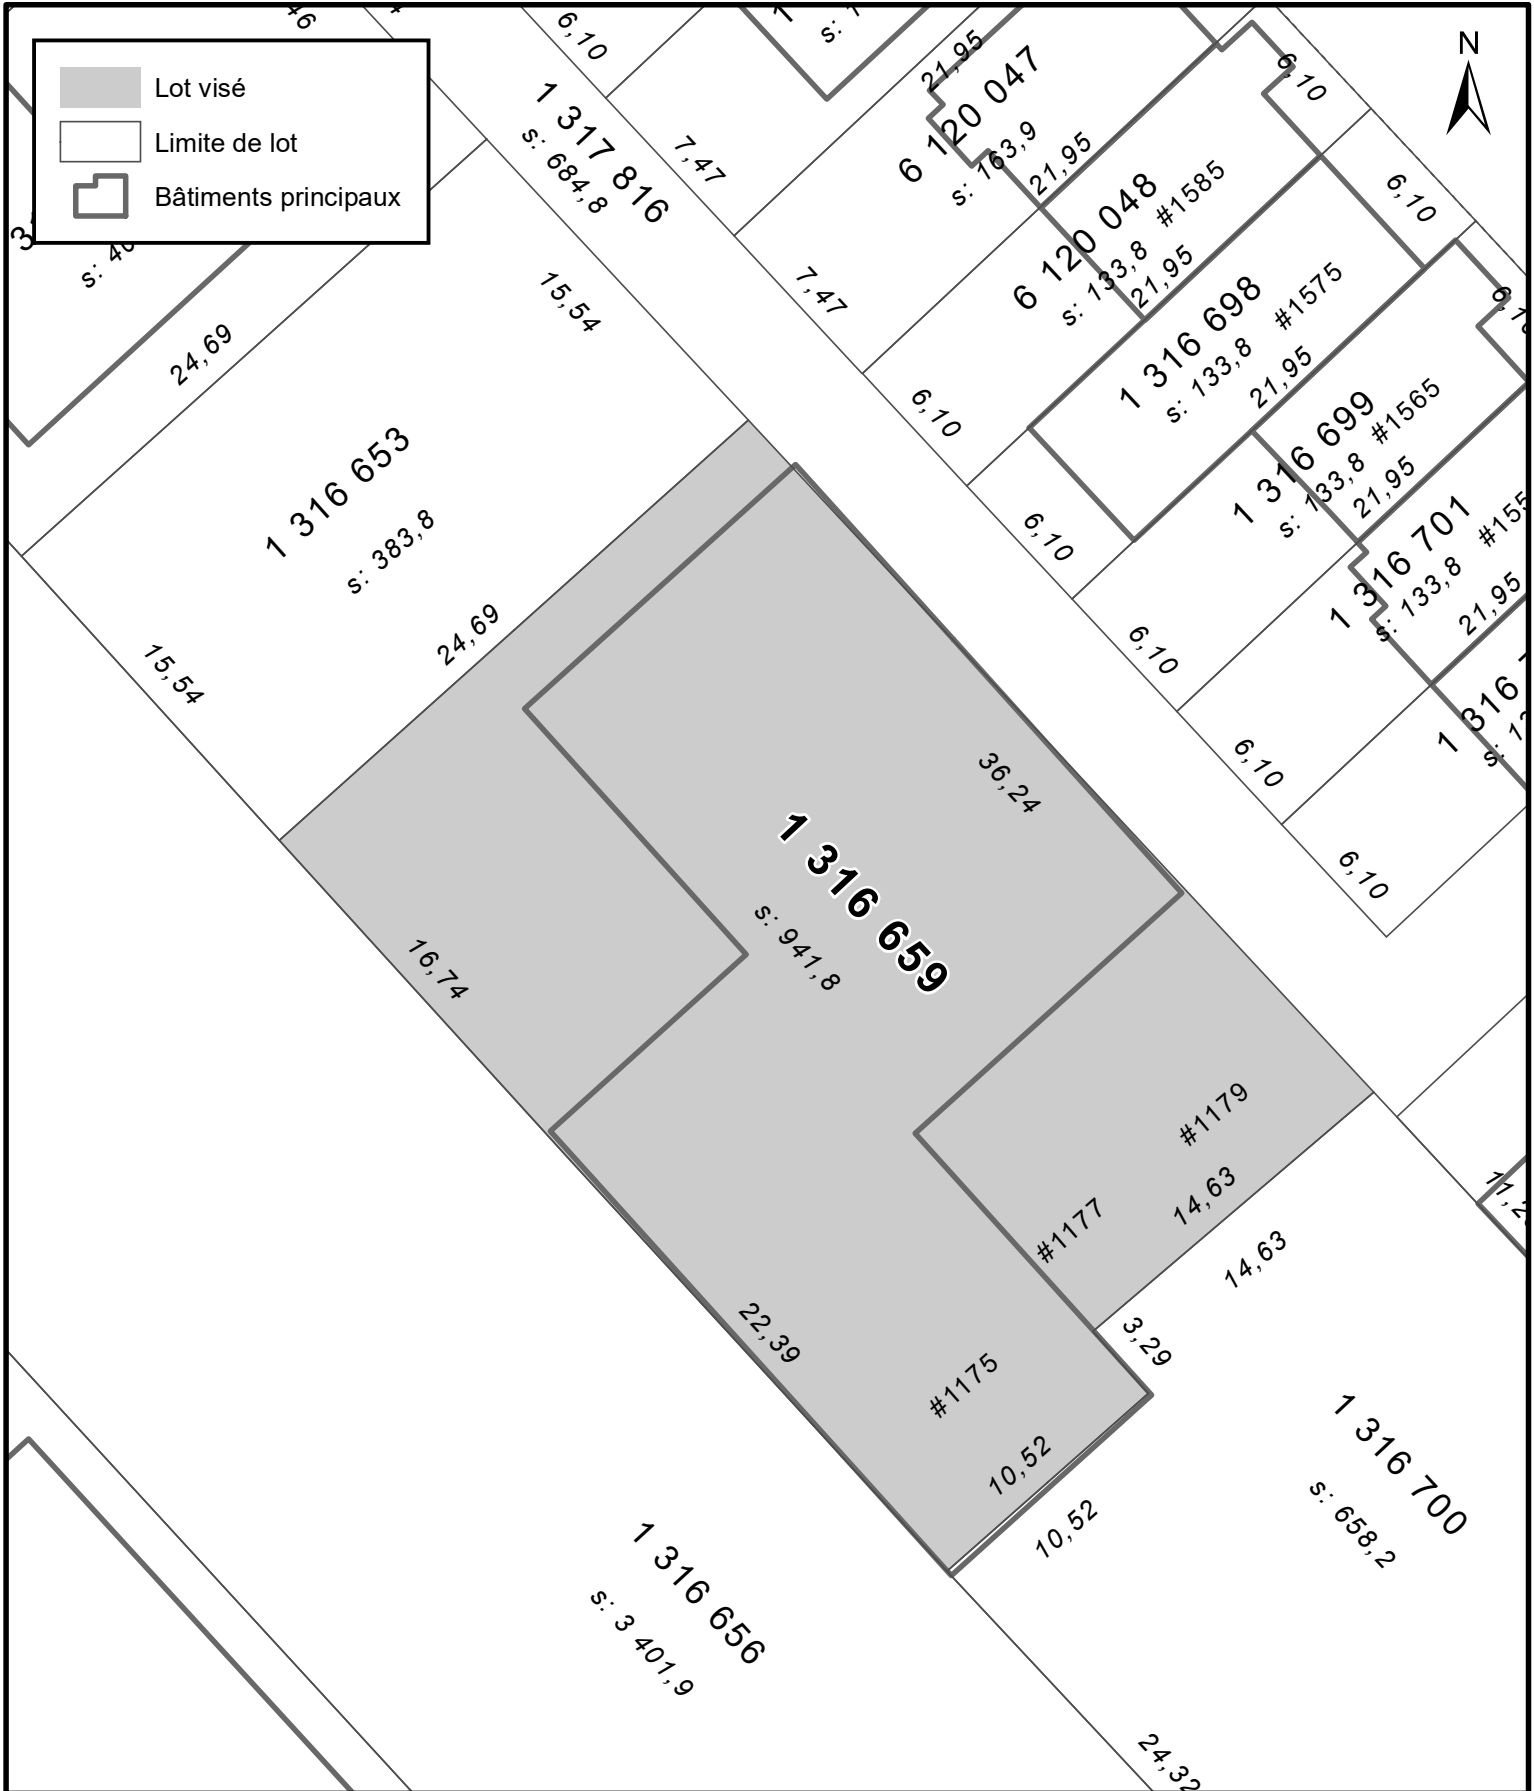 Lot visé
Limite de lot
Bâtiments principaux
N
6,10
1 317 816
s: 684,8
7,47
7,47
6,10
6,10
6,10
6,10
6,10
21,95
6 120 047
s: 163,9
21,95
6,10
6 120 048
s: 133,8
#1585
21,95
6,10
1 316 698
s: 133,8
#1575
21,95
1 316 699
s: 133,8
#1565
21,95
1 316 701
s: 133,8
21,95
1 316
24,69
15,54
1 316 653
s: 383,8
24,69
15,54
36,24
1 316 659
s: 941,8
16,74
#1179
14,63
#1177
14,63
3,29
22,39
#1175
10,52
10,52
1 316 700
s: 658,2
1 316 656
s: 3 401,9
24,32